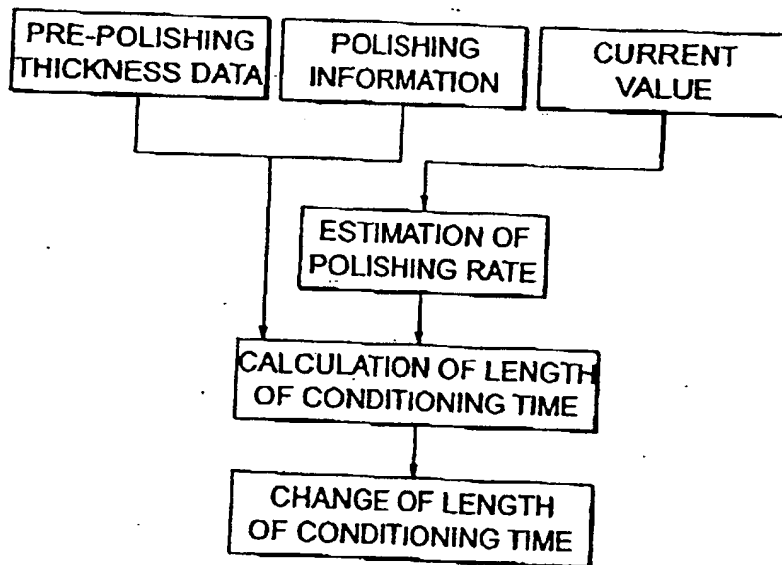 PRE-POLISHING
THICKNESS DATA
POLISHING
INFORMATION
CURRENT
VALUE
ESTIMATION OF
POLISHING RATE
CALCULATION OF LENGTH
OF CONDITIONING TIME
CHANGE OF LENGTH
OF CONDITIONING TIME